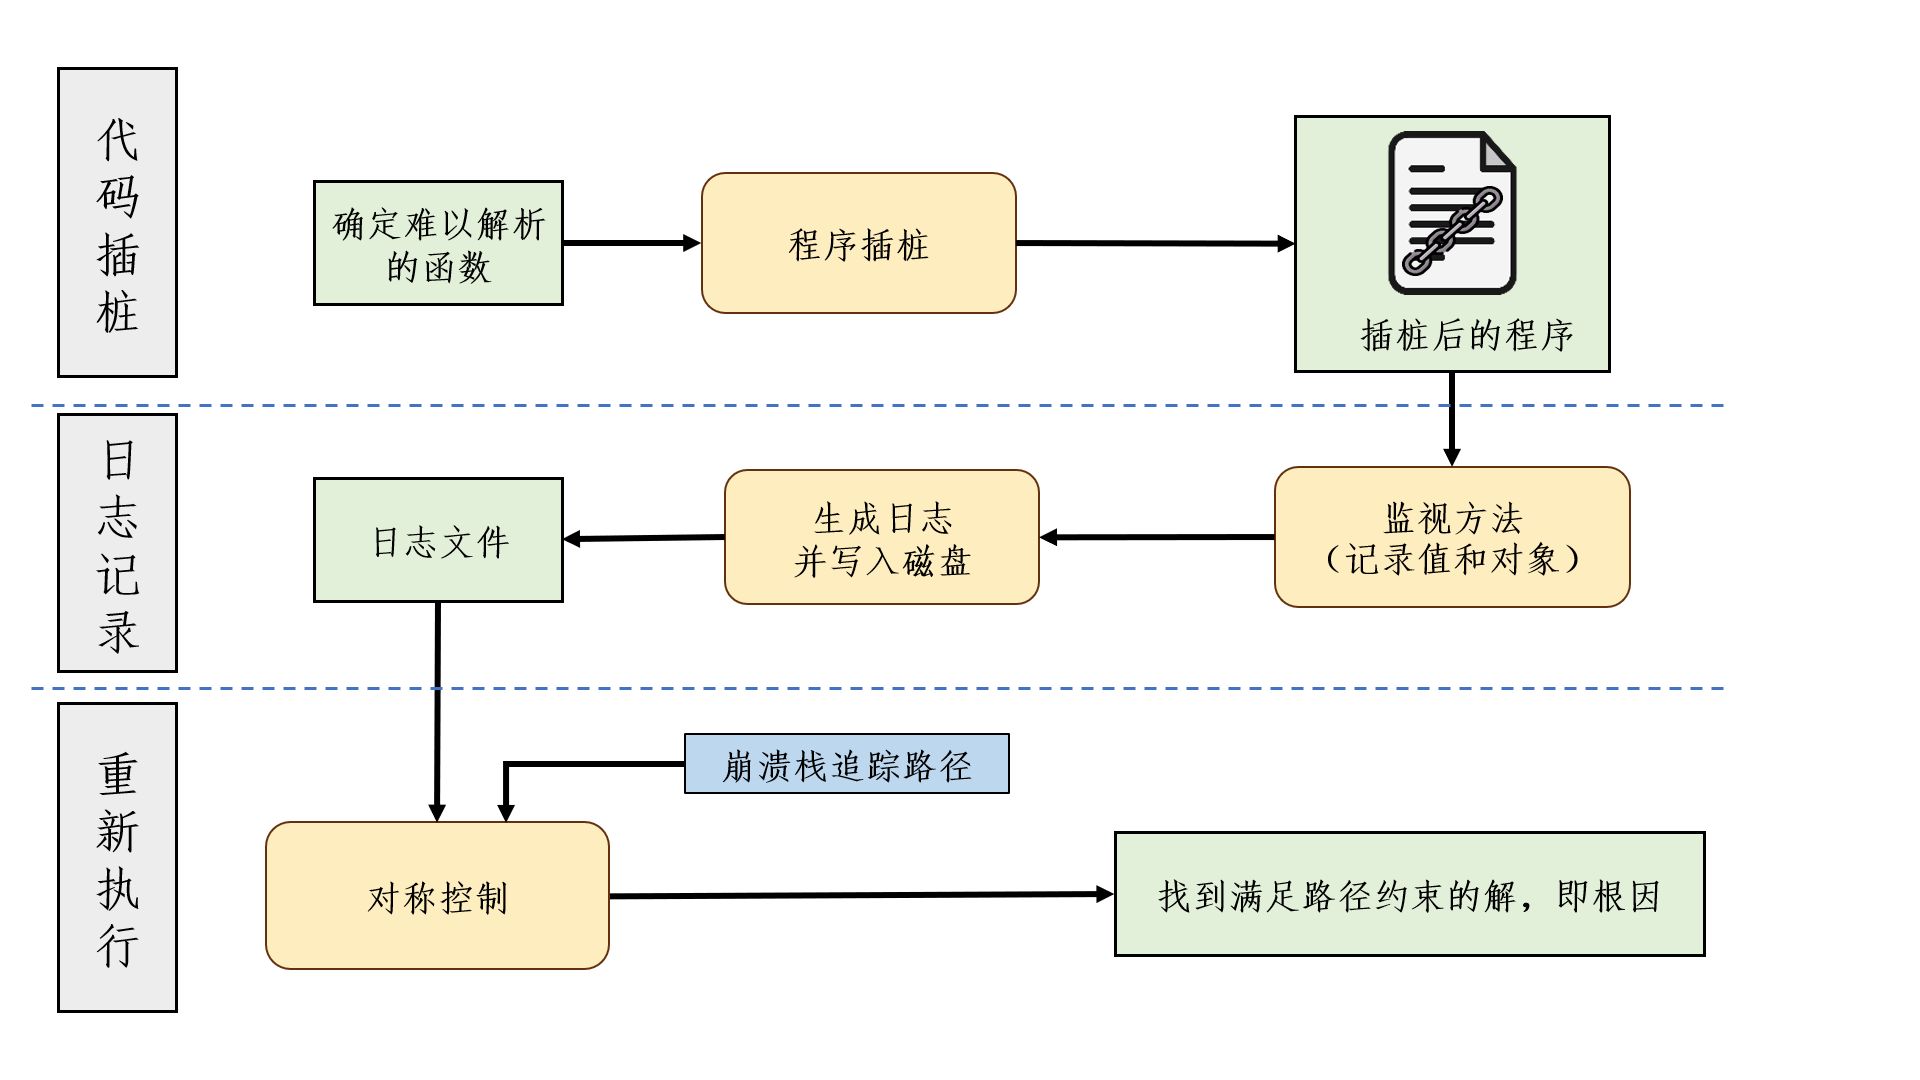 代码插桩
确定难以解析
的函数
程序插桩
插桩后的程序
日志记录
日志文件
生成日志
并写入磁盘
监视方法
（记录值和对象）
重新执行
崩溃栈追踪路径
对称控制
找到满足路径约束的解，即根因